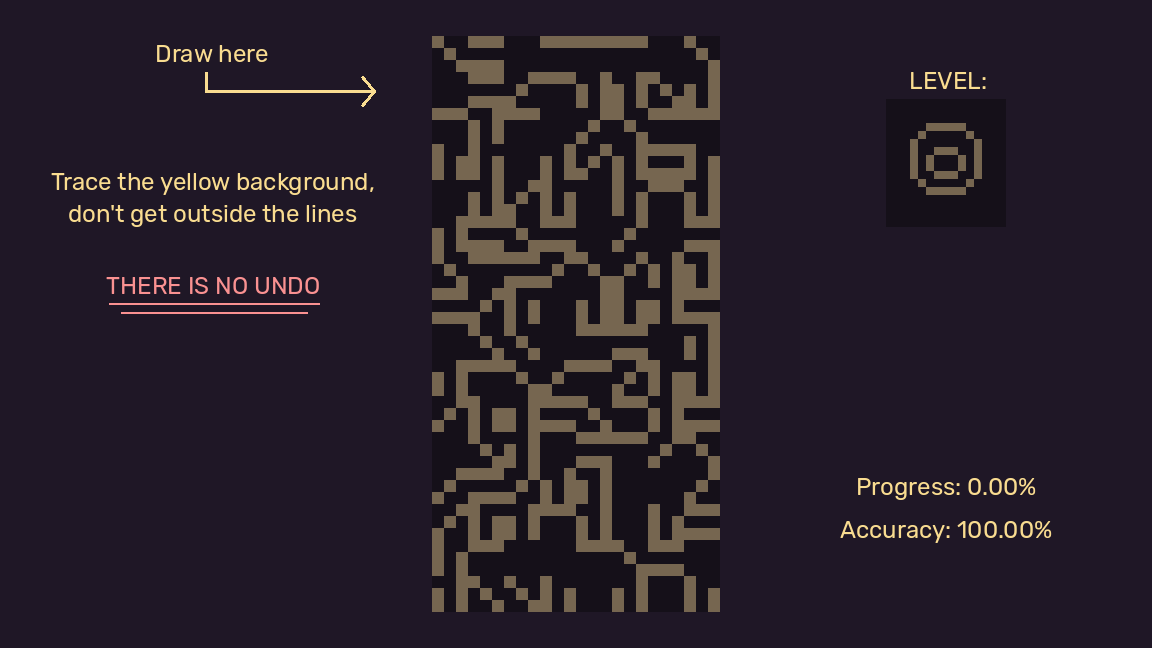 Draw here
LEVEL:
Trace the yellow background,
don't get outside the lines
THERE IS NO UNDO
Progress: 0.00%
Accuracy: 100.00%